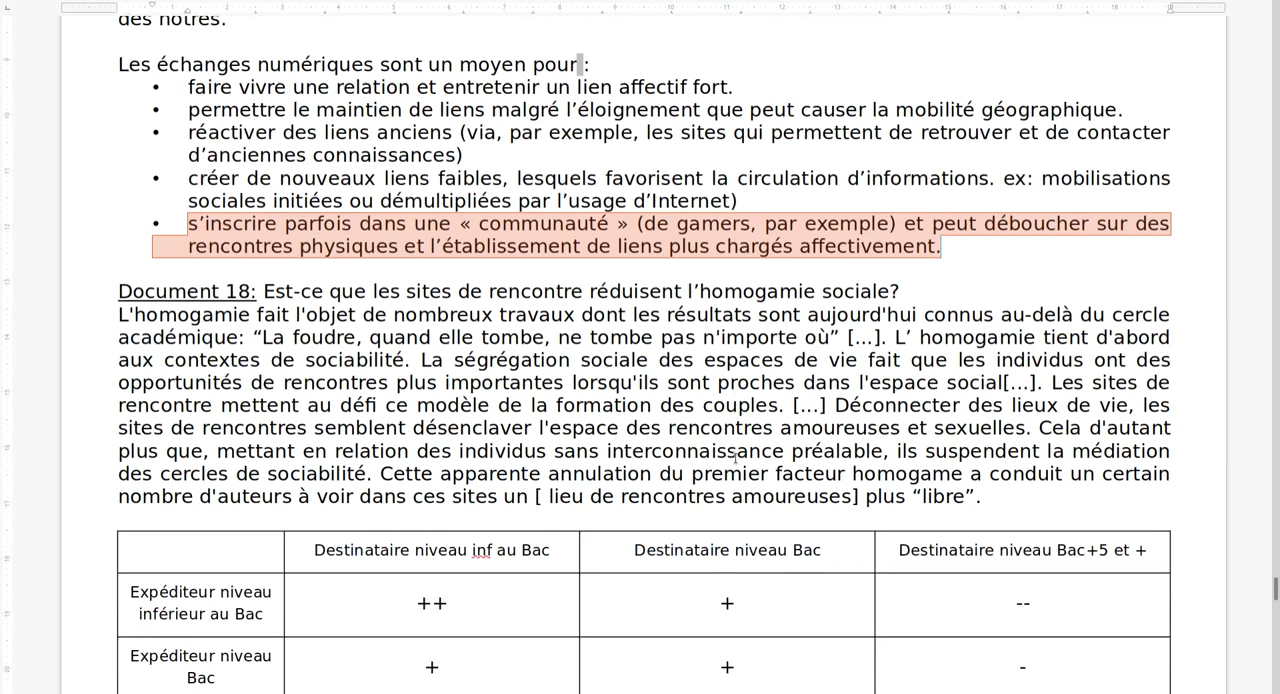 des nôtres.
Les échanges numériques sont un moyen pour :
• faire vivre une relation et entretenir un lien affectif fort.
• permettre le maintien de liens malgré l’éloignement que peut causer la mobilité géographique.
• réactiver des liens anciens (via, par exemple, les sites qui permettent de retrouver et de contacter
d’anciennes connaissances)
• créer de nouveaux liens faibles, lesquels favorisent la circulation d’informations. ex: mobilisations
sociales initiées ou démultipliées par l’usage d’Internet)
• s’inscrire parfois dans une « communauté » (de gamers, par exemple) et peut déboucher sur des
rencontres physiques et l’établissement de liens plus chargés affectivement.
Document 18: Est-ce que les sites de rencontre réduisent l’homogamie sociale?
L'homogamie fait l'objet de nombreux travaux dont les résultats sont aujourd'hui connus au-delà du cercle
académique: “La foudre, quand elle tombe, ne tombe pas n'importe où” [...]. L’ homogamie tient d'abord
aux contextes de sociabilité. La ségrégation sociale des espaces de vie fait que les individus ont des
opportunités de rencontres plus importantes lorsqu'ils sont proches dans l'espace social[...]. Les sites de
rencontre mettent au défi ce modèle de la formation des couples. [...] Déconnecter des lieux de vie, les
sites de rencontres semblent désenclaver l'espace des rencontres amoureuses et sexuelles. Cela d'autant
plus que, mettant en relation des individus sans interconnaissance préalable, ils suspendent la médiation
des cercles de sociabilité. Cette apparente annulation du premier facteur homogame a conduit un certain
nombre d'auteurs à voir dans ces sites un [ lieu de rencontres amoureuses] plus “libre”.
Destinataire niveau inf au Bac Destinataire niveau Bac Destinataire niveau Bac+5 et +
Expéditeur niveau
inférieur au Bac ++ + --
Expéditeur niveau
Bac + + -